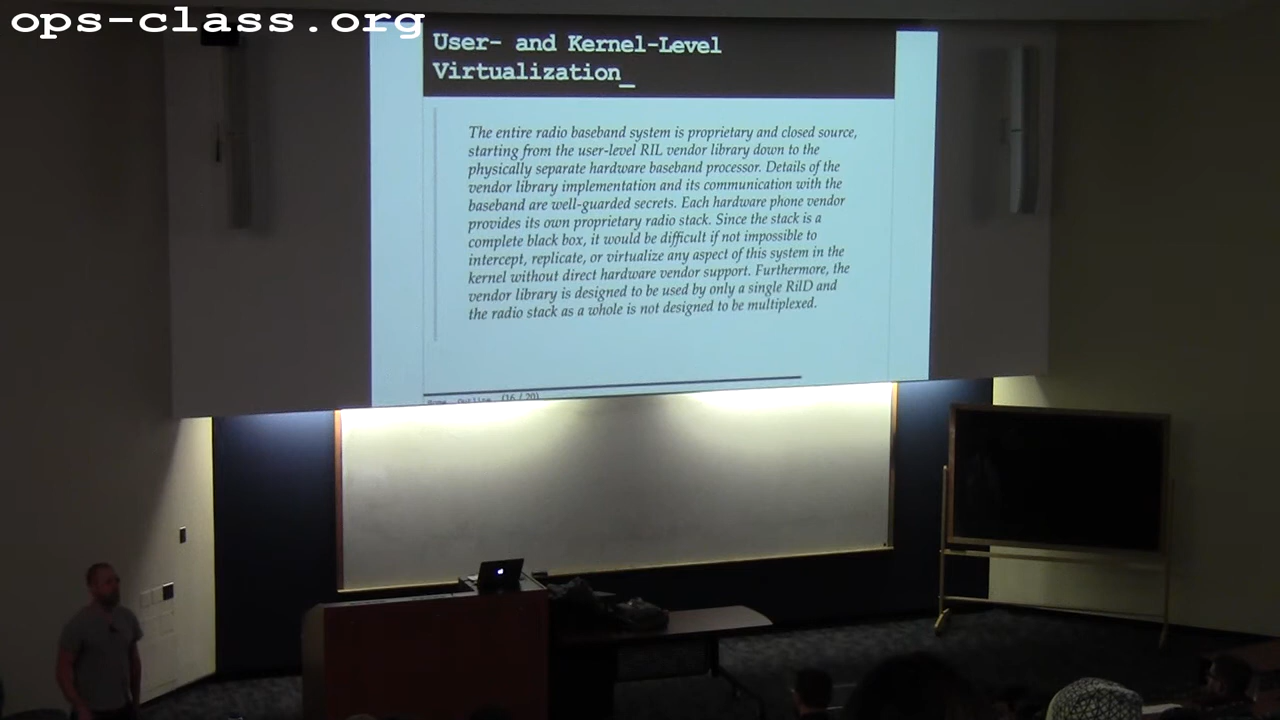 ops-class.org
User- and Kernel-Level
Virtualization_
The entire radio baseband system is proprietary and closed source,
starting from the user-level RIL vendor library down to the
physically separate hardware baseband processor. Details of the
vendor library implementation and its communication with the
baseband are well-guarded secrets. Each hardware phone vendor
provides its own proprietary radio stack. Since the stack is a
complete black box, it would be difficult if not impossible to
intercept, replicate, or virtualize any aspect of this system in the
kernel without direct hardware vendor support. Furthermore, the
vendor library is designed to be used by only a single RilD and
the radio stack as a whole is not designed to be multiplexed.
Home Outline (16 / 20)